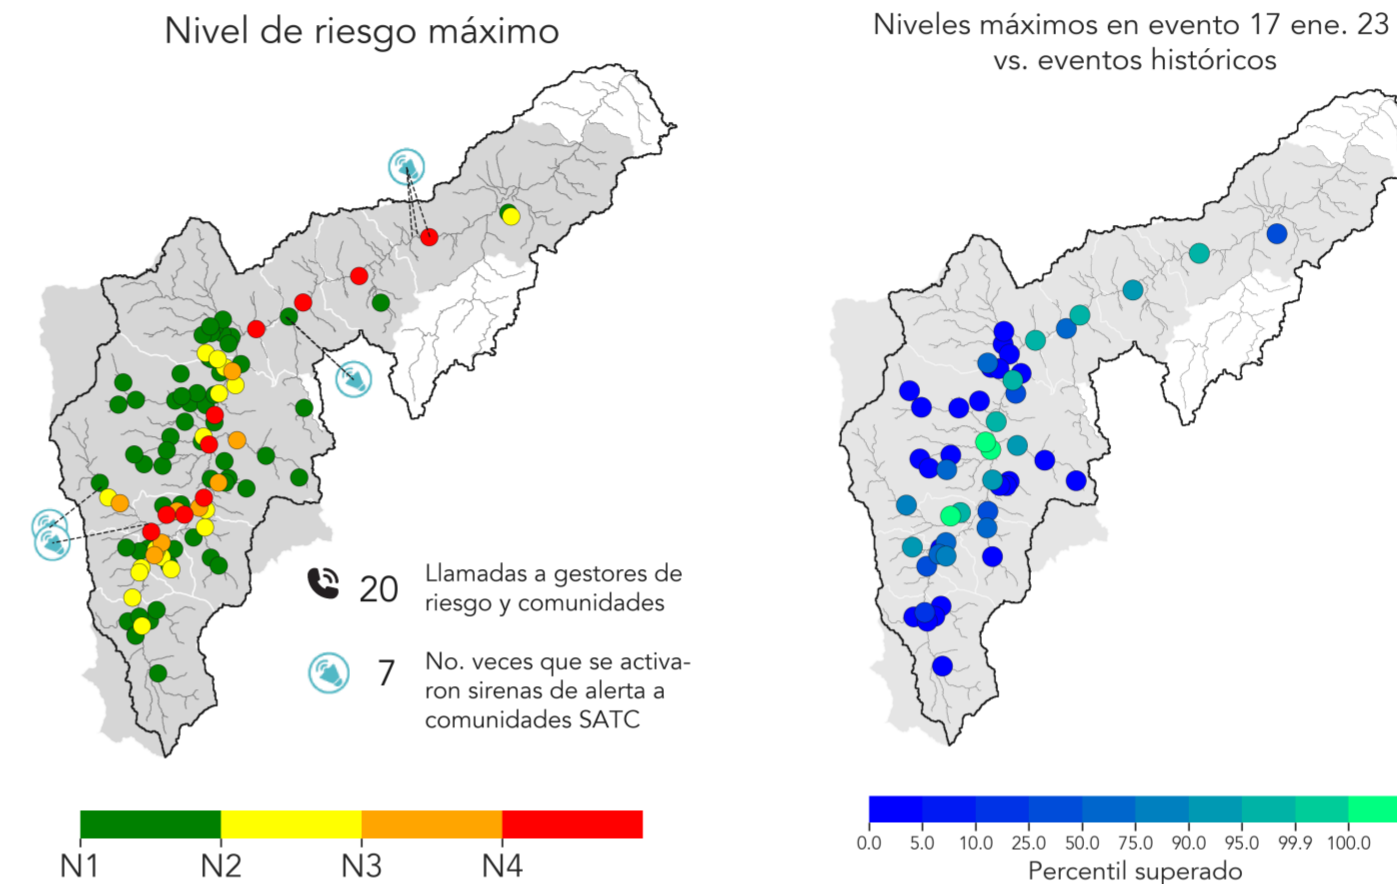 Nivel de riesgo máximo
20
Llamadas a gestores de
riesgo y comunidades
7
No. veces que se activa-
ron sirenas de alerta a
comunidades SATC
N1 N2 N3 N4
Niveles máximos en evento 17 ene. 23
vs. eventos históricos
0.0 5.0 10.0 25.0 50.0 75.0 90.0 95.0 99.9 100.0
Percentil superado